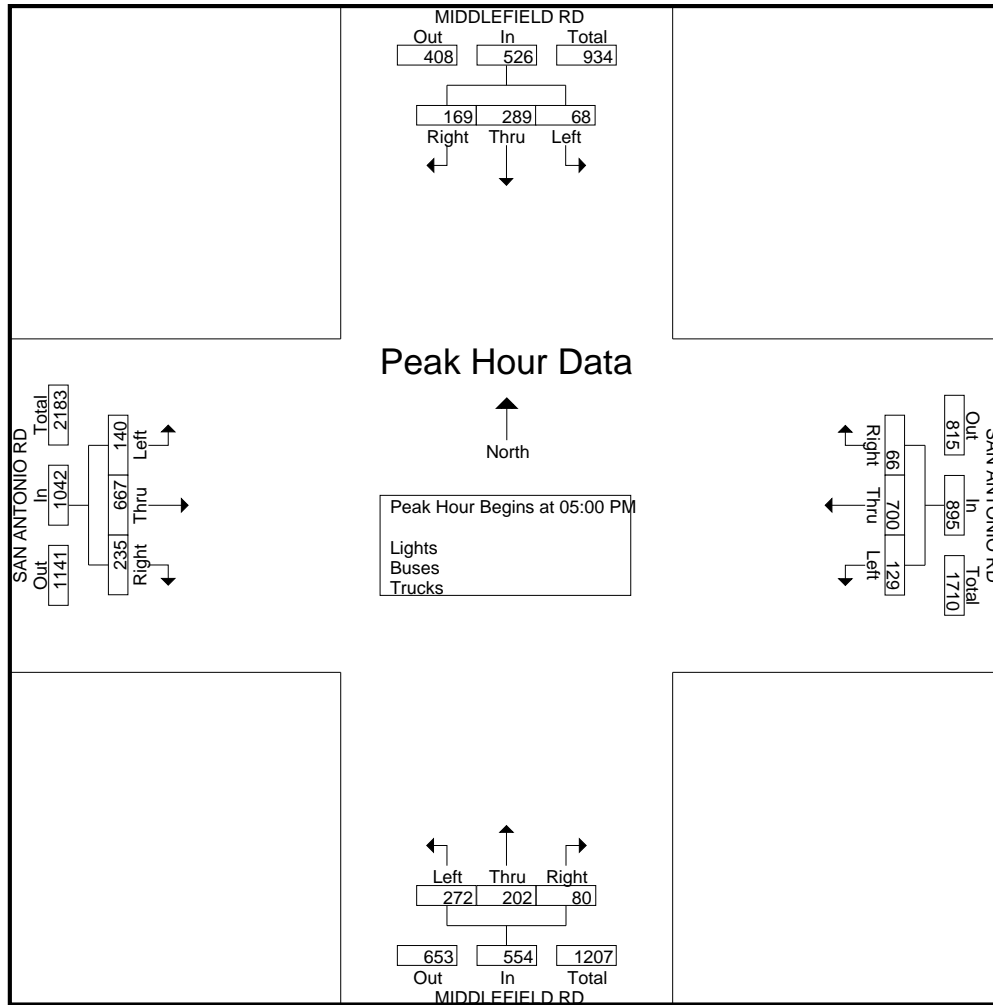 MIDDLEFIELD RD
Out In Total
408 526 934
169 289 68
Right Thru Left
Peak Hour Data
North
Peak Hour Begins at 05:00 PM
Lights
Buses
Trucks
SAN ANTONIO RD
Out In Total
1141 1042 2183
Left Thru Right
140 667 235
SAN ANTONIO RD
Out In Total
815 895 1710
Right Thru Left
66 700 129
Left Thru Right
272 202 80
653 554 1207
Out In Total
MIDDLEFIELD RD